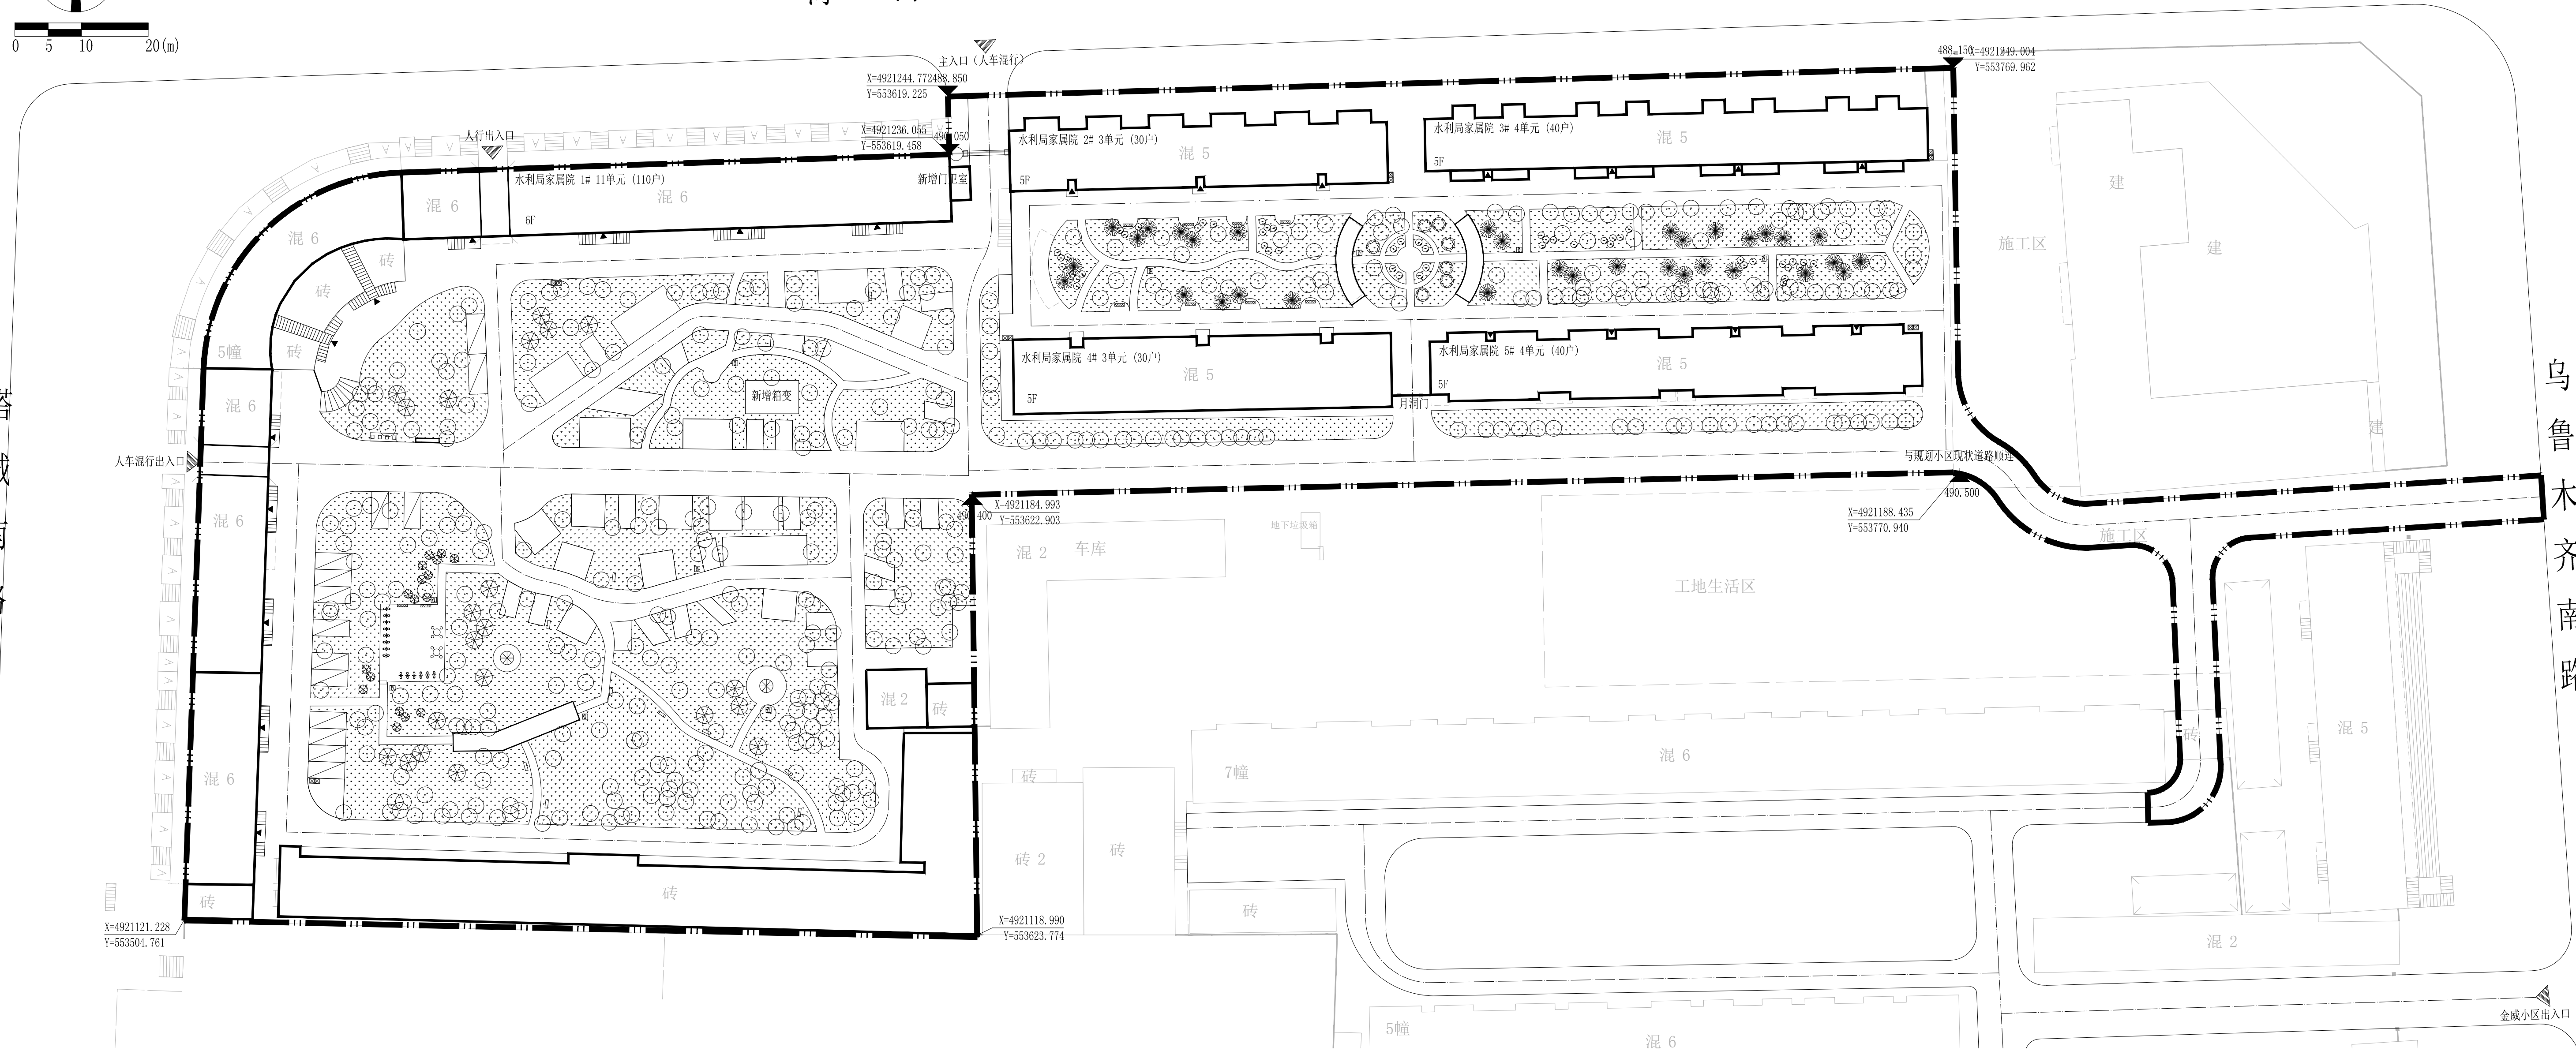 0 5 10 20(m)
主入口（人车混行）
X=4921244.772
488.850
Y=553619.225
488.150
X=4921249.004
Y=553769.962
人行出入口
X=4921236.055
Y=553619.458
新增门卫室
水利局家属院 1# 11单元 (110户)
混 6
6F
水利局家属院 2# 3单元 (30户)
混 5
5F
水利局家属院 3# 4单元 (40户)
混 5
5F
混 6
混 6
砖
砖
砖
5幢
混 6
施工区
建
建
建
新增箱变
水利局家属院 4# 3单元 (30户)
混 5
5F
水利局家属院 5# 4单元 (40户)
混 5
5F
月洞门
人车混行出入口
与规划小区现状道路顺连
490.500
X=4921188.435
Y=553770.940
X=4921184.993
Y=553622.903
混 6
混 6
混 2
车库
地下垃圾箱
工地生活区
施工区
混 2
砖
砖
砖
7幢
混 6
砖
混 5
砖 2
砖
砖
砖
砖
混 2
X=4921121.228
Y=553504.761
X=4921118.990
Y=553623.774
5幢
混 6
金威小区出入口
乌鲁木齐南路